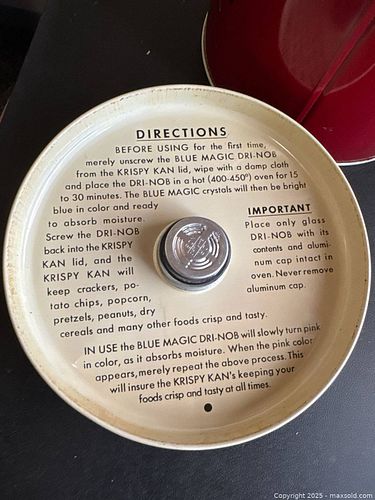 DIRECTIONS
BEFORE USING for the first time,
merely unscrew the BLUE MAGIC DRI-NOB
from the KRISPY KAN lid, wipe with a damp cloth
and place the DRI-NOB in a hot (400-450°) oven for 15
to 30 minutes. The BLUE MAGIC crystals will then be bright
blue in color and ready
to absorb moisture.
Screw the DRI-NOB
back into the KRISPY
KAN lid, and the
KRISPY KAN will
keep crackers, po-
tato chips, popcorn,
pretzels, peanuts, dry
cereals and many other foods crisp and tasty.
IMPORTANT
Place only glass
DRI-NOB with its
contents and alumi-
num cap intact in
oven. Never remove
aluminum cap.
IN USE the BLUE MAGIC DRI-NOB will slowly turn pink
in color, as it absorbs moisture. When the pink color
appears, merely repeat the above process. This
will insure the KRISPY KAN's keeping your
foods crisp and tasty at all times.
Copyright 2025 - maxsold.com